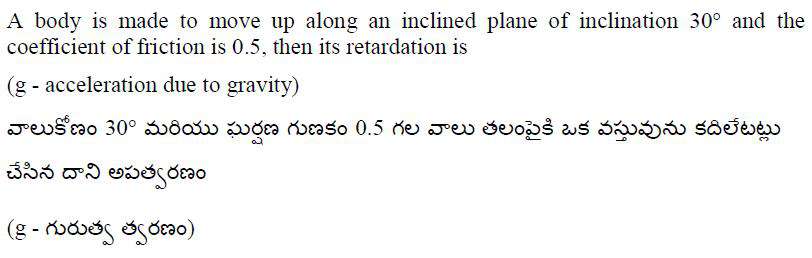 A body is made to move up along an inclined plane of inclination 30° and the
coefficient of friction is 0.5, then its retardation is
(g - acceleration due to gravity)
వాలుకోణం 30° మరియు ఘర్షణ గుణకం 0.5 గల వాలు తలంపైకి ఒక వస్తువును కదిలేటట్లు
చేసిన దాని అపత్వరణం
(g - గురుత్వ త్వరణం)